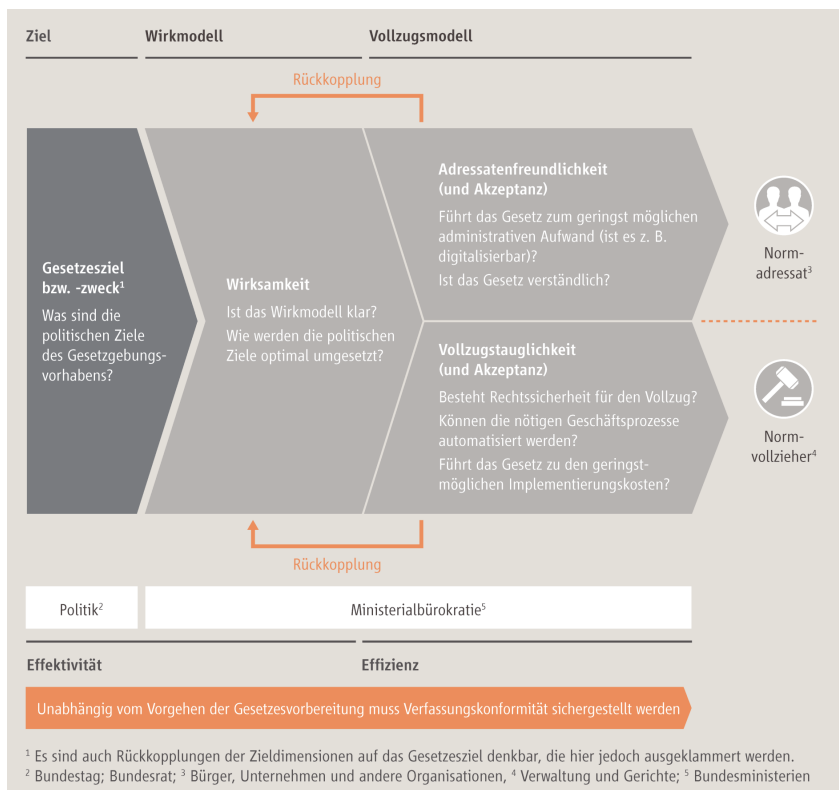 Ziel
Wirkmodell
Vollzugsmodell
Rückkopplung
Gesetzesziel
bzw. -zweck¹
Was sind die
politischen Ziele
des Gesetzgebungs-
vorhabens?
Wirksamkeit
Ist das Wirkmodell klar?
Wie werden die politischen
Ziele optimal umgesetzt?
Adressatenfreundlichkeit
(und Akzeptanz)
Führt das Gesetz zum geringst möglichen
administrativen Aufwand (ist es z. B.
digitalisierbar)?
Ist das Gesetz verständlich?
Norm-
adressat³
Vollzugstauglichkeit
(und Akzeptanz)
Besteht Rechtssicherheit für den Vollzug?
Können die nötigen Geschäftsprozesse
automatisiert werden?
Führt das Gesetz zu den geringst-
möglichen Implementierungskosten?
Norm-
vollzieher⁴
Rückkopplung
Politik²
Ministerialbürokratie⁵
Effektivität
Effizienz
Unabhängig vom Vorgehen der Gesetzesvorbereitung muss Verfassungskonformität sichergestellt werden
¹ Es sind auch Rückkopplungen der Zieldimensionen auf das Gesetzesziel denkbar, die hier jedoch ausgeklammert werden.
² Bundestag; Bundesrat; ³ Bürger, Unternehmen und andere Organisationen, ⁴ Verwaltung und Gerichte; ⁵ Bundesministerien